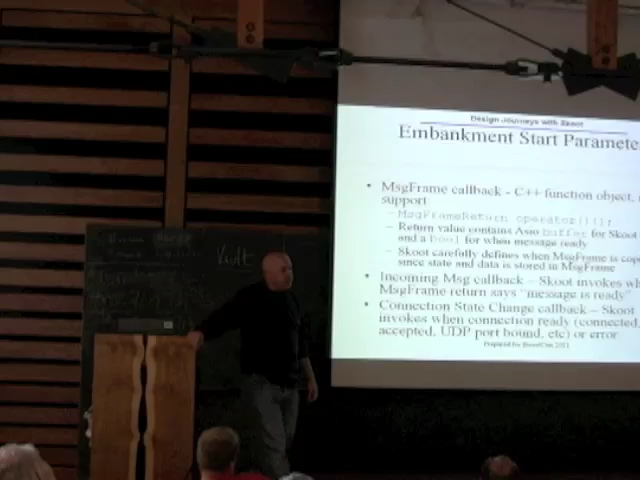 Design Journeys with Skoot
Embankment Start Paramete
• MsgFrame callback - C++ function object,
support
– MsgFrameReturn operator()();
– Return value contains Asio buffer for Skoot
and a bool for when message ready
– Skoot carefully defines when MsgFrame is cop
since state and data is stored in MsgFrame
• Incoming Msg callback – Skoot invokes wh
MsgFrame return says "message is ready"
• Connection State Change callback – Skoot
invokes when connection ready (connected,
accepted, UDP port bound, etc) or error
Prepared for BoostCon 2011
Vult